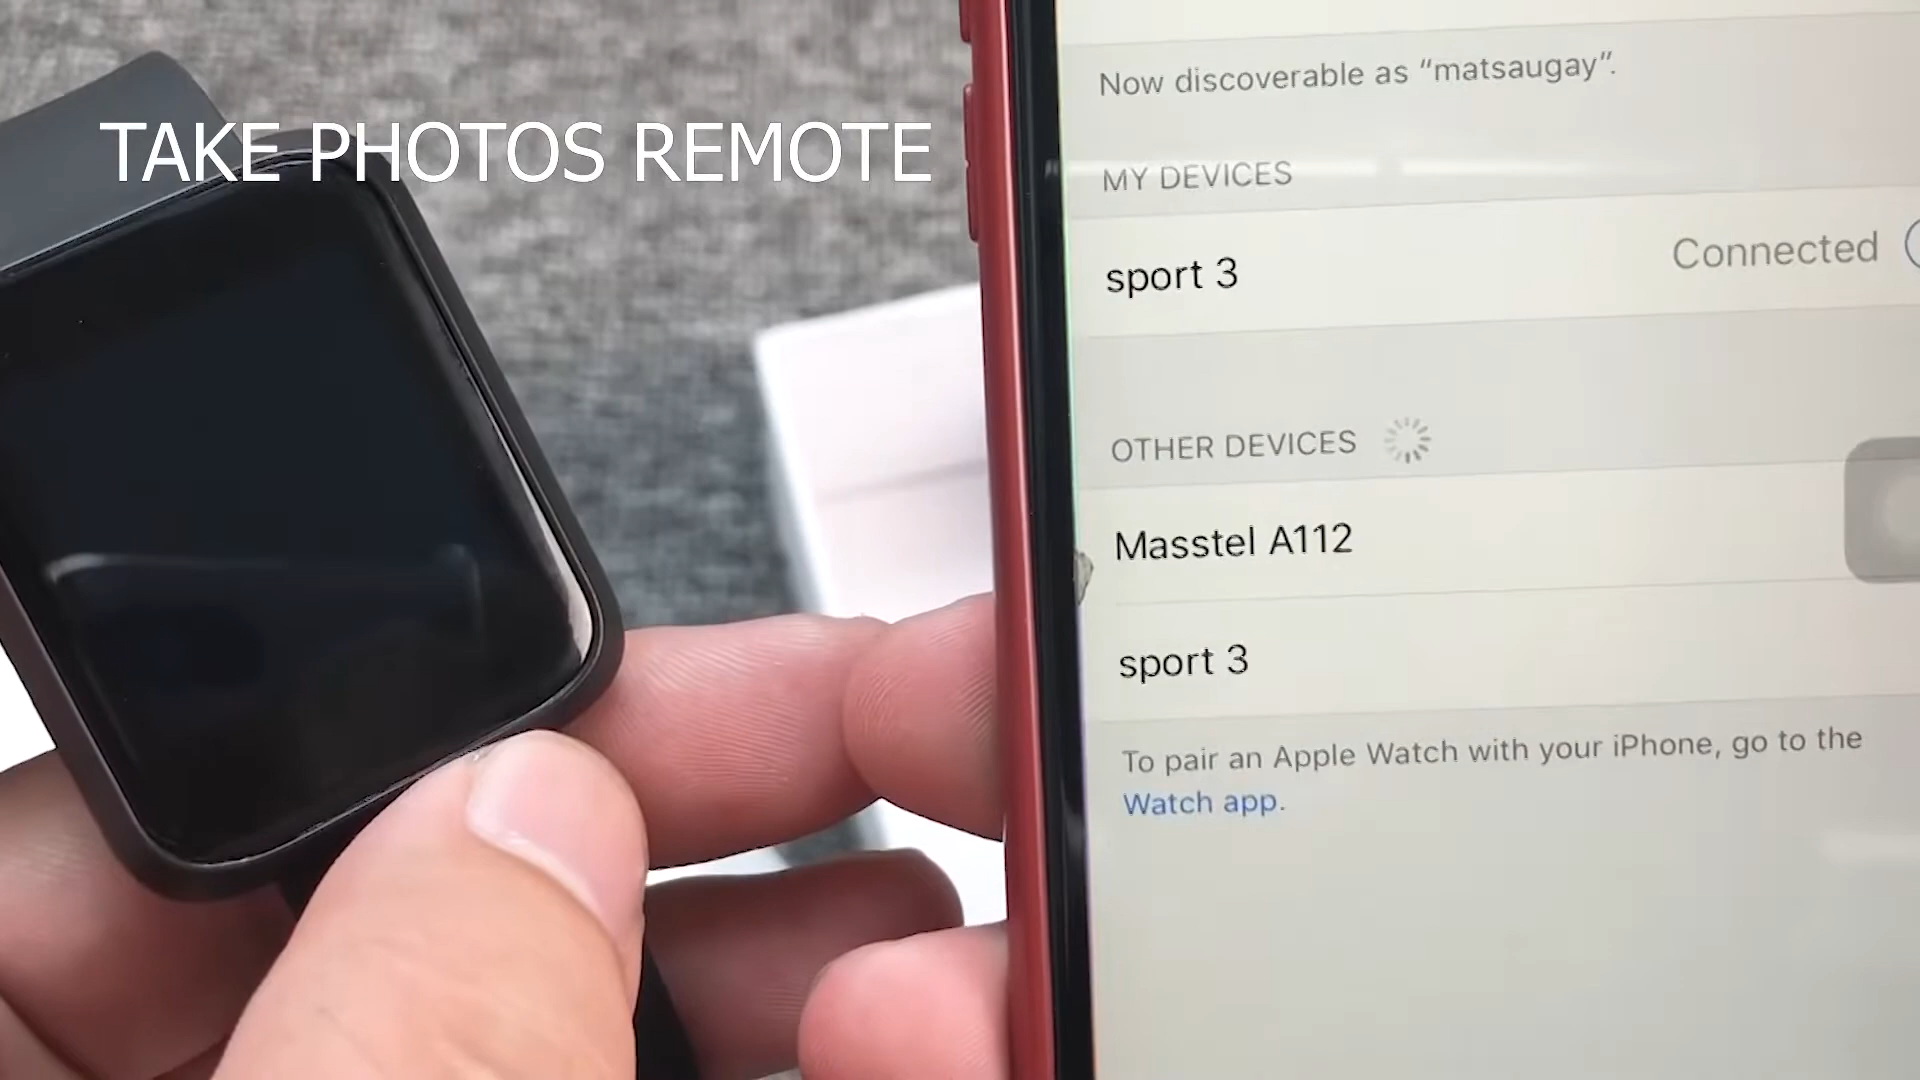 TAKE PHOTOS REMOTE
Now discoverable as “matsaugay”.
MY DEVICES
sport 3
Connected
OTHER DEVICES
Masstel A112
sport 3
To pair an Apple Watch with your iPhone, go to the
Watch app.